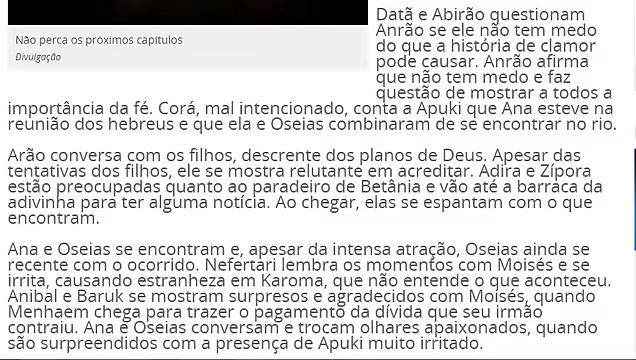 Datã e Abirão questionam
Anrão se ele não tem medo
do que a história de clamor
pode causar. Anrão afirma
que não tem medo e faz
questão de mostrar a todos a
importância da fé. Corá, mal intencionado, conta a Apuki que Ana esteve na
reunião dos hebreus e que ela e Oseias combinaram de se encontrar no rio.
Não perca os próximos capítulos
Divulgação
Arão conversa com os filhos, descrente dos planos de Deus. Apesar das
tentativas dos filhos, ele se mostra relutante em acreditar. Adira e Zípora
estão preocupadas quanto ao paradeiro de Betânia e vão até a barraca da
adivinha para ter alguma notícia. Ao chegar, elas se espantam com o que
encontram.
Ana e Oseias se encontram e, apesar da intensa atração, Oseias ainda se
recente com o ocorrido. Nefertari lembra os momentos com Moisés e se
irrita, causando estranheza em Karoma, que não entende o que aconteceu.
Anibal e Baruk se mostram surpresos e agradecidos com Moisés, quando
Menhaem chega para trazer o pagamento da dívida que seu irmão
contraiu. Ana e Oseias conversam e trocam olhares apaixonados, quando
são surpreendidos com a presença de Apuki muito irritado.